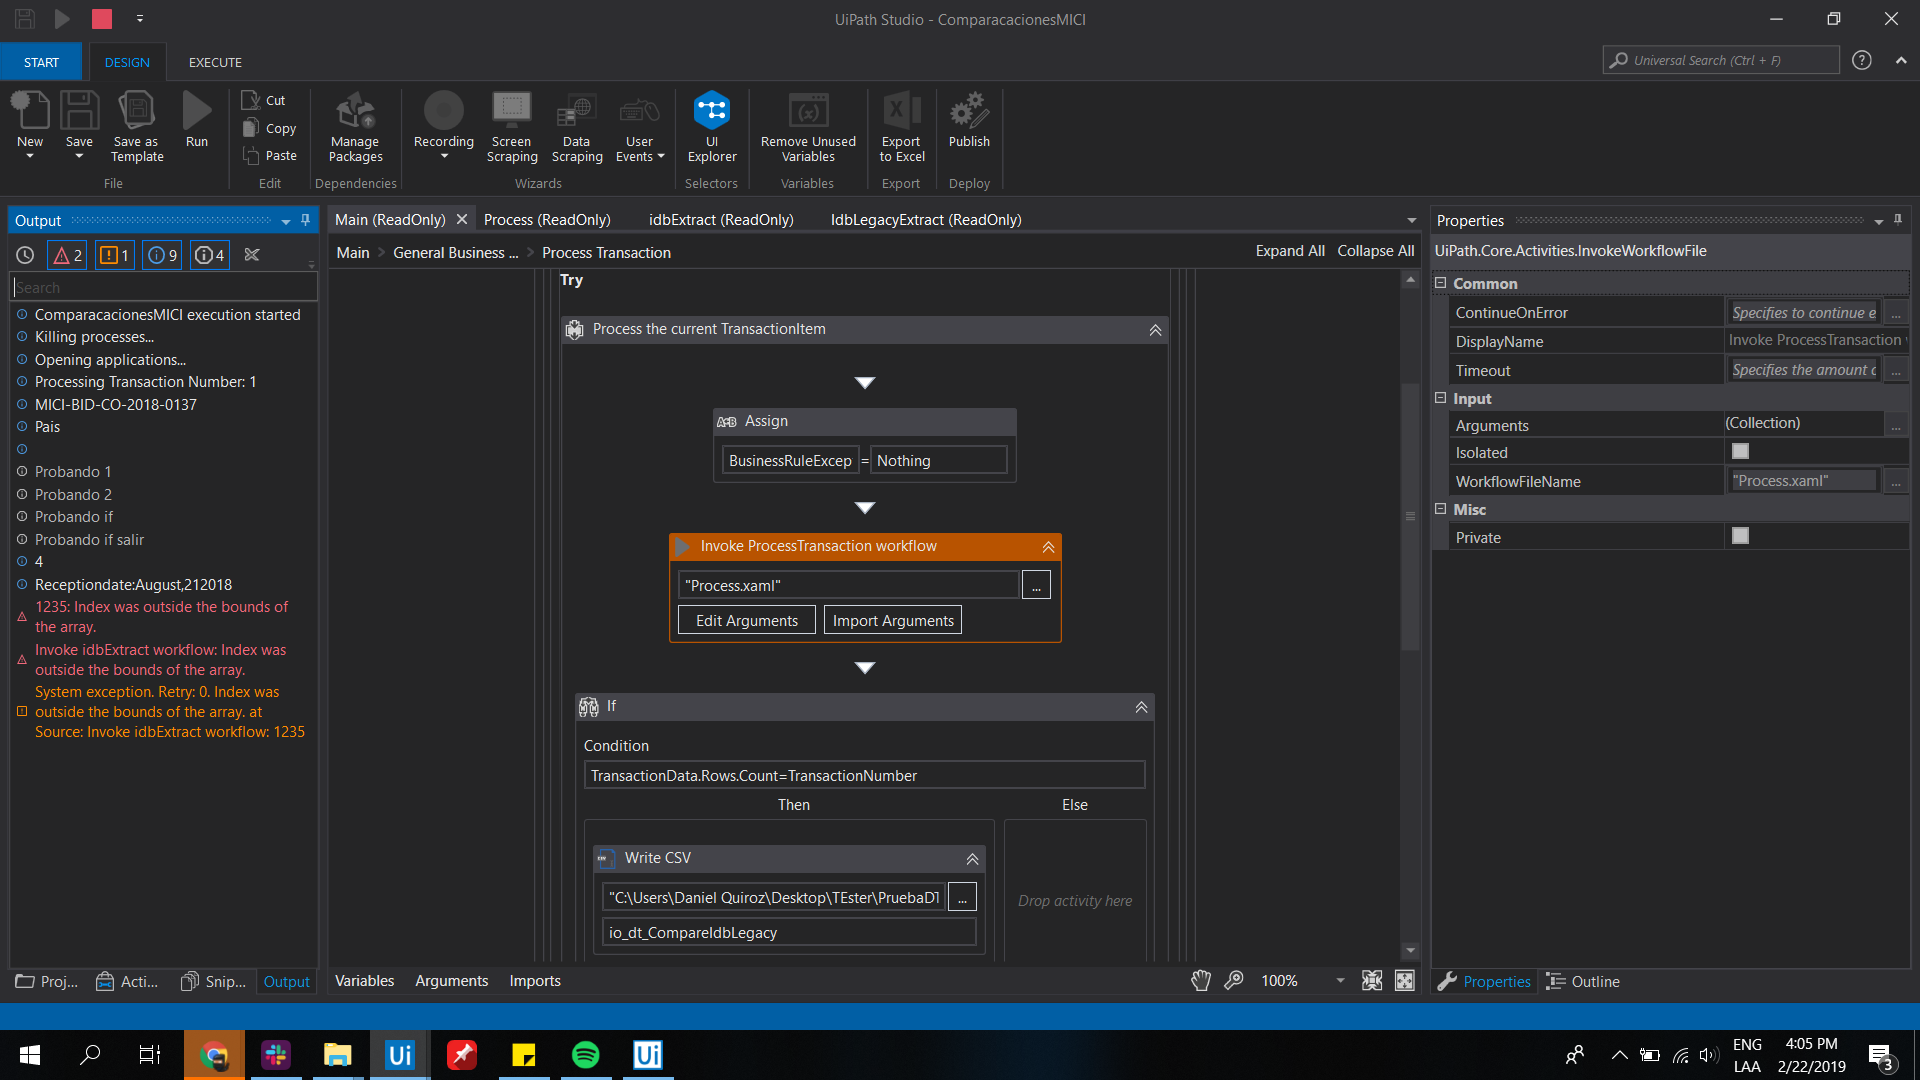 UiPath Studio - ComparacacionesMICI
START
DESIGN
EXECUTE
Universal Search (Ctrl + F)
New
Save
Save as Template
Run
Cut
Copy
Paste
Manage Packages
Recording
Screen Scraping
Data Scraping
User Events
UI Explorer
Remove Unused Variables
Export to Excel
Publish
File
Edit
Dependencies
Wizards
Selectors
Variables
Export
Deploy
Output
2
1
9
4
Search
ComparacacionesMICI execution started
Killing processes...
Opening applications...
Processing Transaction Number: 1
MICI-BID-CO-2018-0137
Pais
Probando 1
Probando 2
Probando if
Probando if salir
4
Receptiondate:August,212018
1235: Index was outside the bounds of
the array.
Invoke idbExtract workflow: Index was
outside the bounds of the array.
System exception. Retry: 0. Index was
outside the bounds of the array. at
Source: Invoke idbExtract workflow: 1235
Proj...
Acti...
Snip...
Output
Main (ReadOnly)
Process (ReadOnly)
idbExtract (ReadOnly)
IdbLegacyExtract (ReadOnly)
Main > General Business ... > Process Transaction
Expand All
Collapse All
Try
Process the current TransactionItem
A=B Assign
BusinessRuleExcep = Nothing
Invoke ProcessTransaction workflow
"Process.xaml"
...
Edit Arguments
Import Arguments
If
Condition
TransactionData.Rows.Count=TransactionNumber
Then
Else
Write CSV
"C:\Users\Daniel Quiroz\Desktop\TEster\PruebaDT
...
io_dt_CompareIdbLegacy
Drop activity here
Variables
Arguments
Imports
100%
Properties
UiPath.Core.Activities.InvokeWorkflowFile
Common
ContinueOnError
Specifies to continue e
...
DisplayName
Invoke ProcessTransaction
Timeout
Specifies the amount
...
Input
Arguments
(Collection)
...
Isolated
WorkflowFileName
"Process.xaml"
...
Misc
Private
Properties
Outline
Ui
Ui
ENG
LAA
4:05 PM
2/22/2019
3